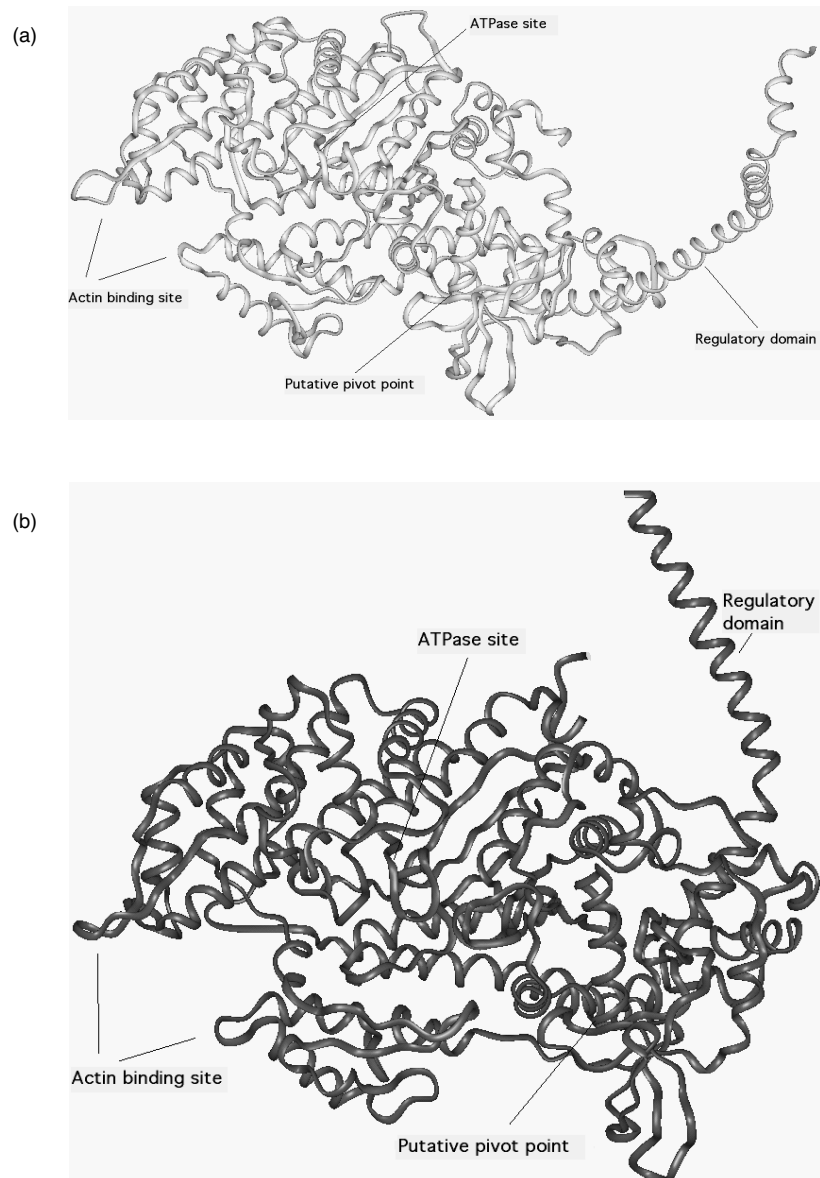 (a)
ATPase site
Actin binding site
Regulatory domain
Putative pivot point
(b)
Regulatory
domain
ATPase site
Actin binding site
Putative pivot point